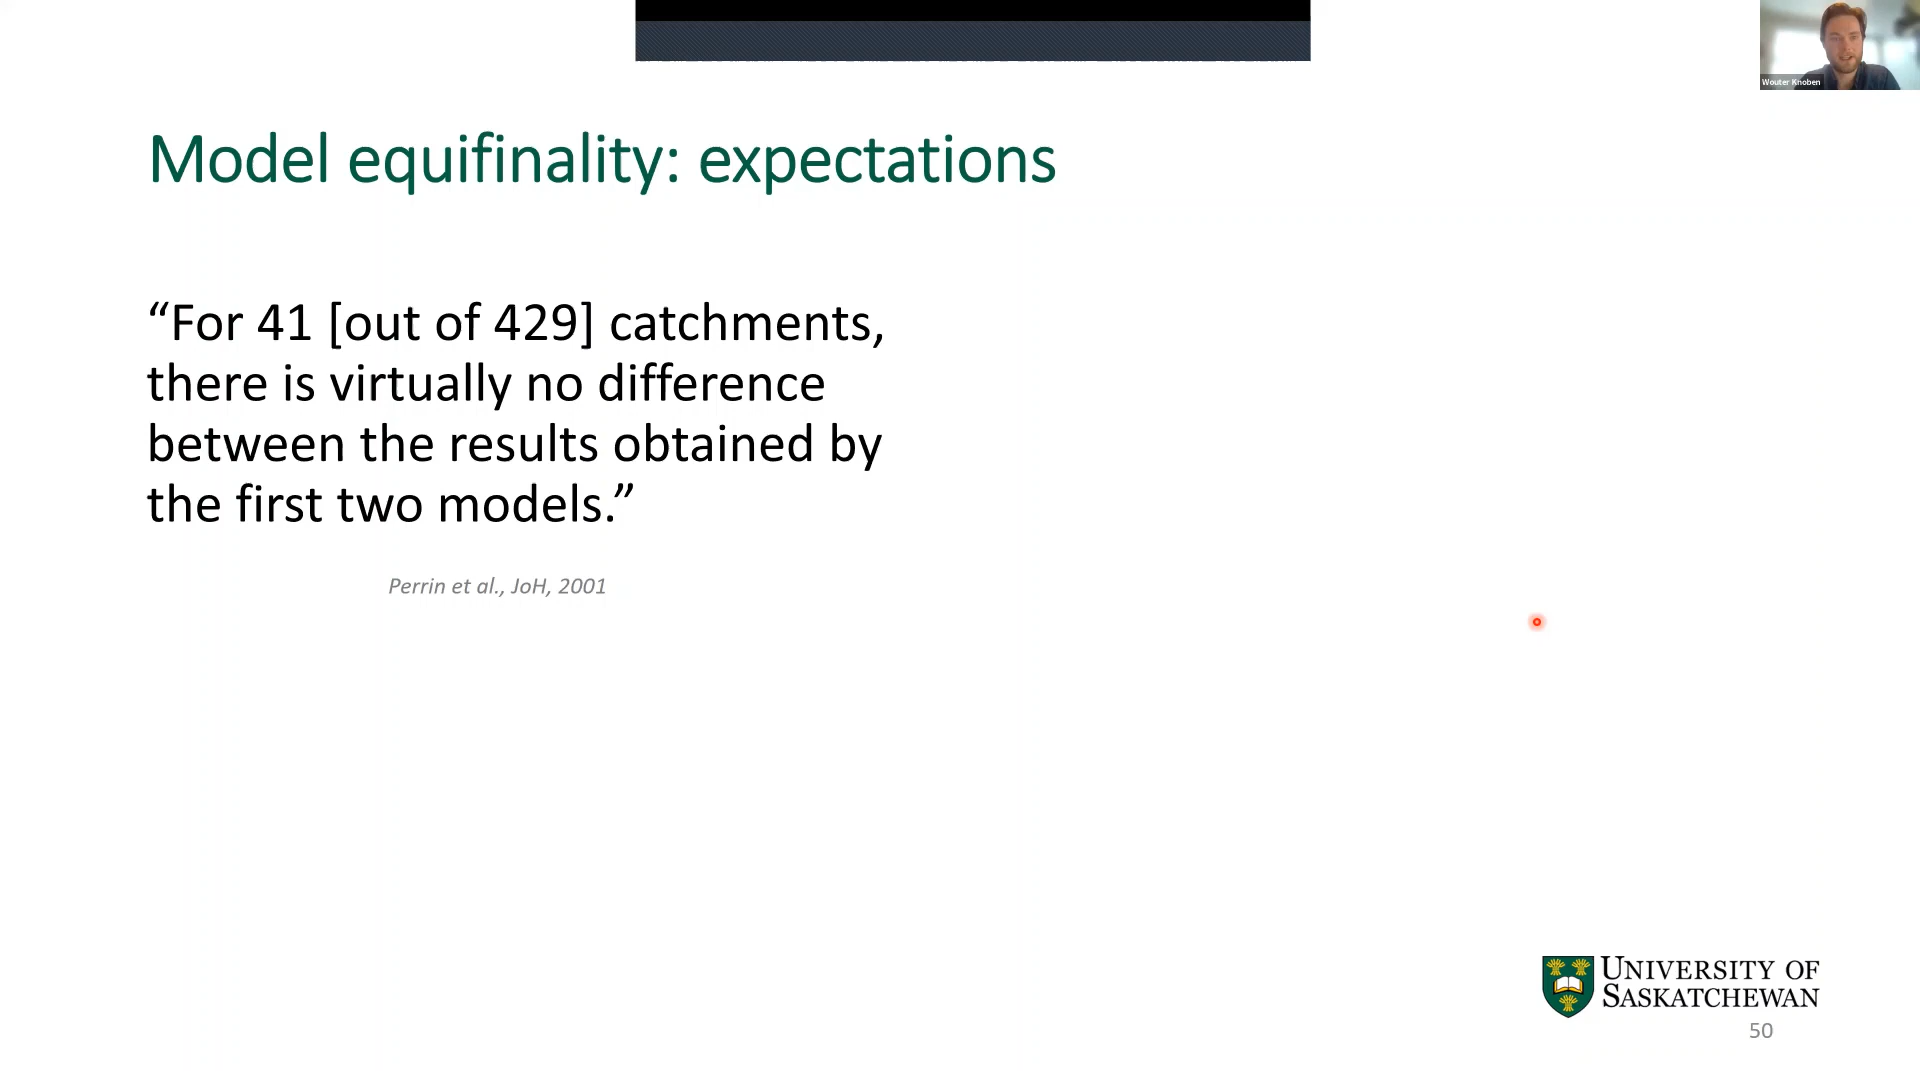 Wouter Knoben
Model equifinality: expectations
“For 41 [out of 429] catchments,
there is virtually no difference
between the results obtained by
the first two models.”
Perrin et al., JoH, 2001
UNIVERSITY OF
SASKATCHEWAN
50